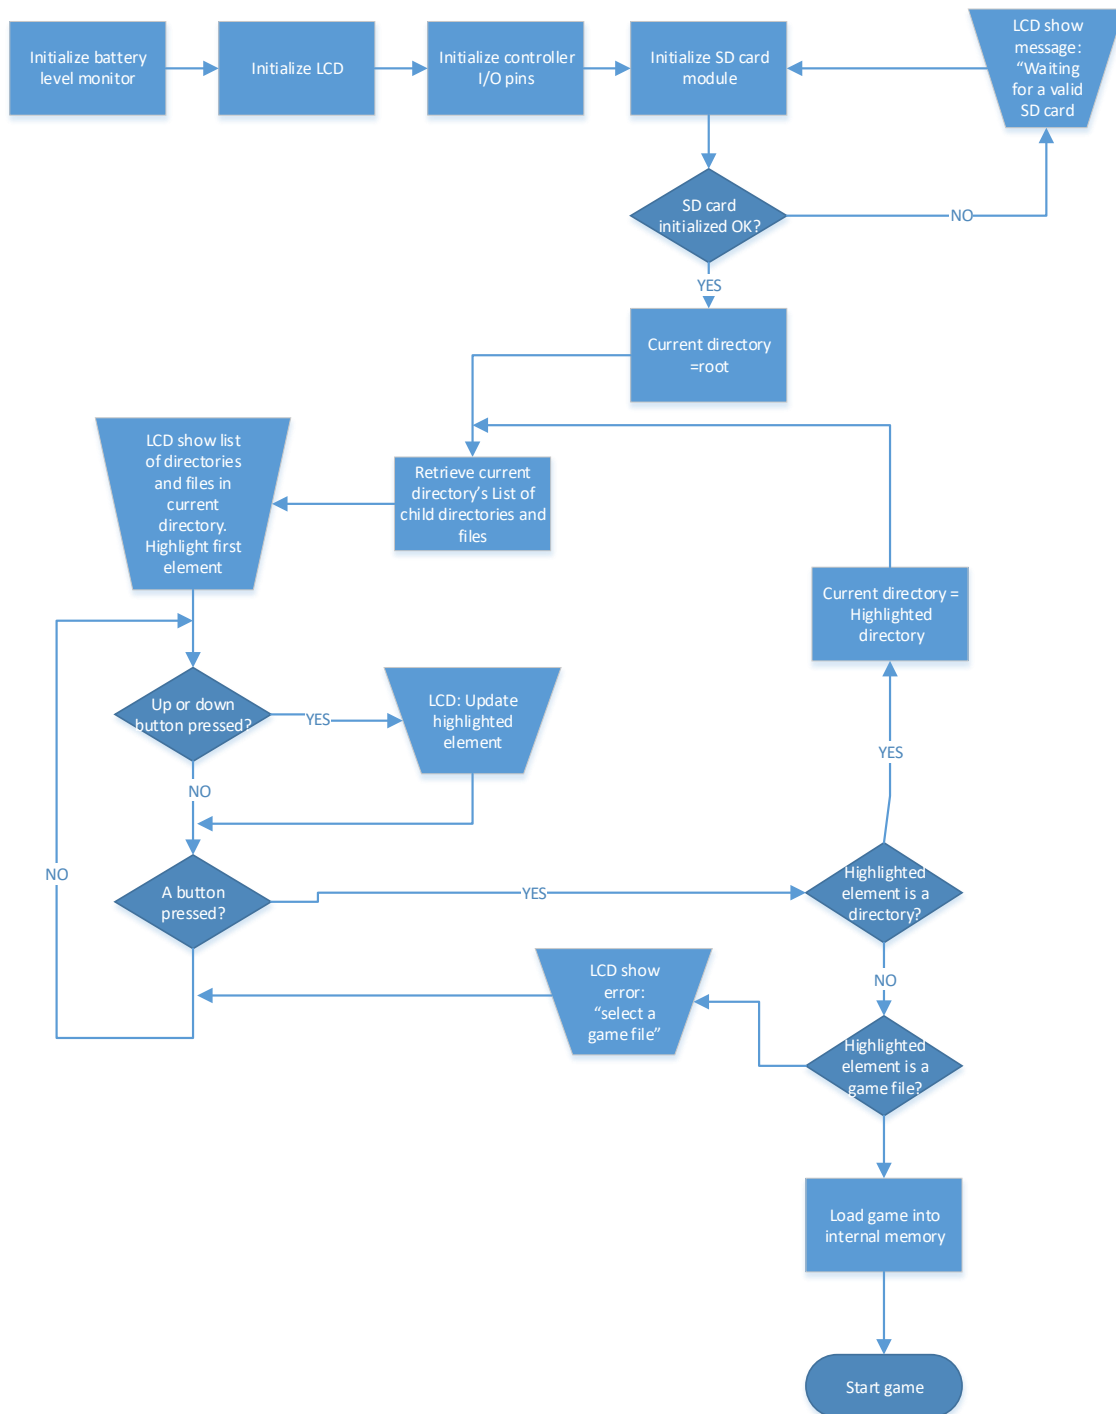 Initialize battery
level monitor
Initialize LCD
Initialize controller
I/O pins
Initialize SD card
module
LCD show
message:
“Waiting
for a valid
SD card
SD card
initialized OK?
NO
YES
Current directory
=root
LCD show list
of directories
and files in
current
directory.
Highlight first
element
Retrieve current
directory’s List of
child directories and
files
Current directory =
Highlighted
directory
Up or down
button pressed?
YES
LCD: Update
highlighted
element
YES
NO
NO
A button
pressed?
YES
Highlighted
element is a
directory?
LCD show
error:
“select a
game file”
NO
Highlighted
element is a
game file?
Load game into
internal memory
Start game